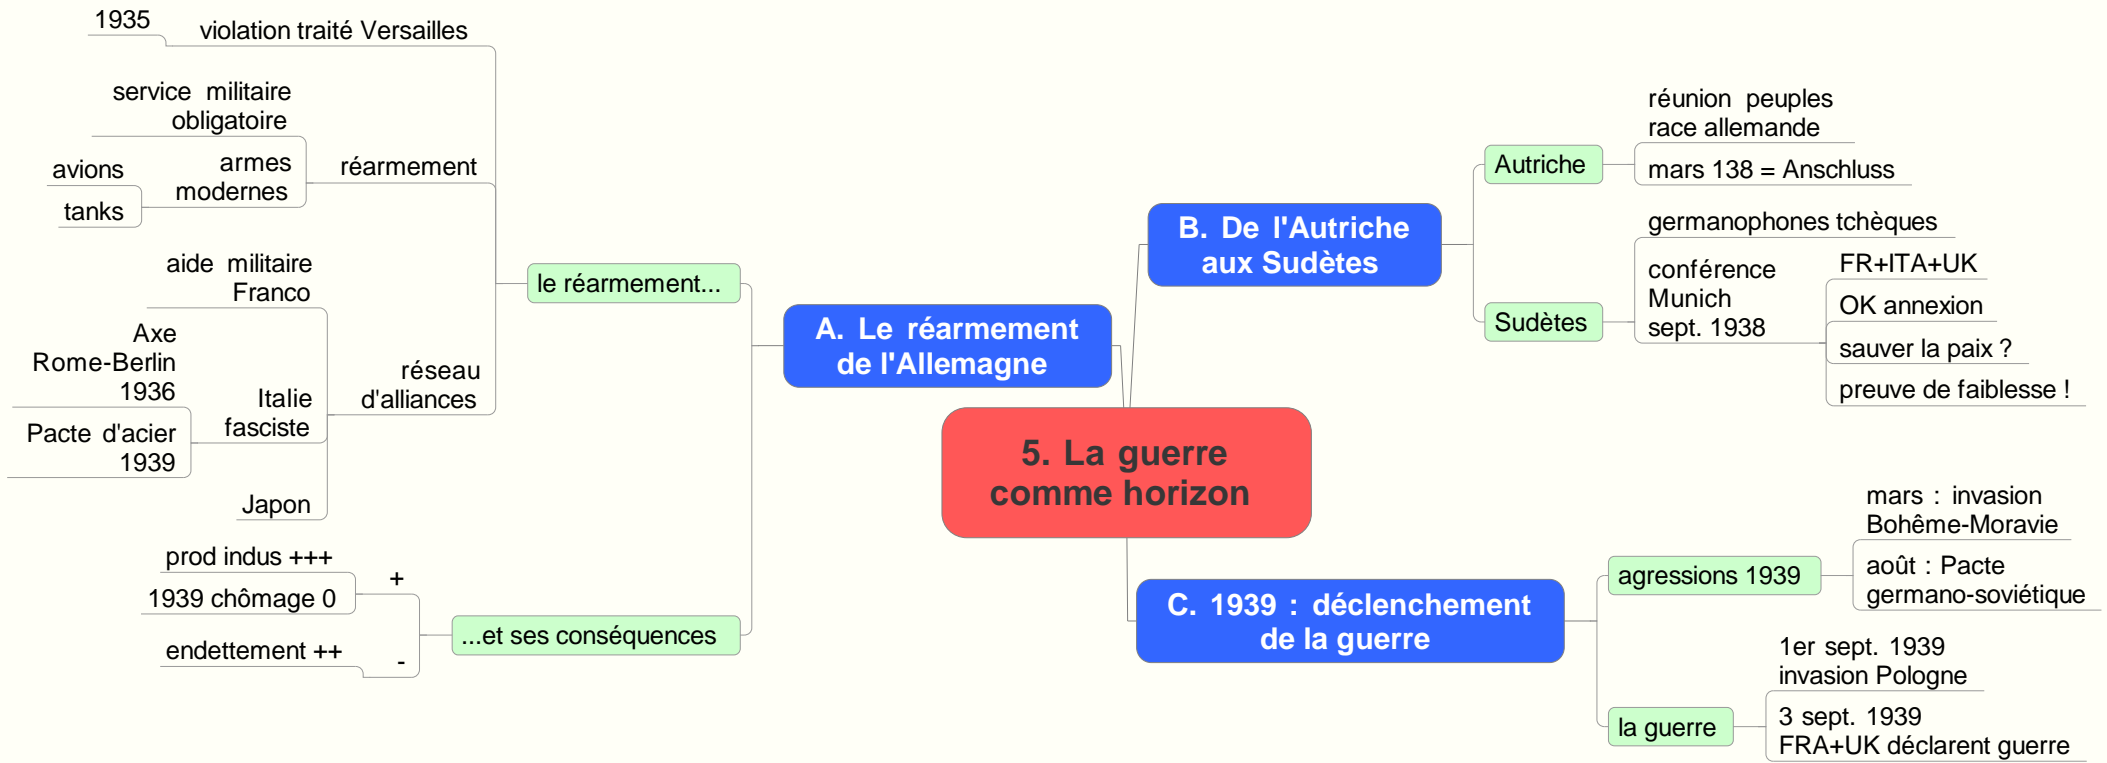 5. La guerre
comme horizon
A. Le réarmement
de l'Allemagne
le réarmement...
violation traité Versailles
1935
réarmement
service militaire
obligatoire
armes
modernes
avions
tanks
réseau
d'alliances
aide militaire
Franco
Italie
fasciste
Axe
Rome-Berlin
1936
Pacte d'acier
1939
Japon
...et ses conséquences
+
prod indus +++
1939 chômage 0
-
endettement ++
B. De l'Autriche
aux Sudètes
Autriche
réunion peuples
race allemande
mars 138 = Anschluss
Sudètes
germanophones tchèques
conférence
Munich
sept. 1938
FR+ITA+UK
OK annexion
sauver la paix ?
preuve de faiblesse !
C. 1939 : déclenchement
de la guerre
agressions 1939
mars : invasion
Bohême-Moravie
août : Pacte
germano-soviétique
la guerre
1er sept. 1939
invasion Pologne
3 sept. 1939
FRA+UK déclarent guerre